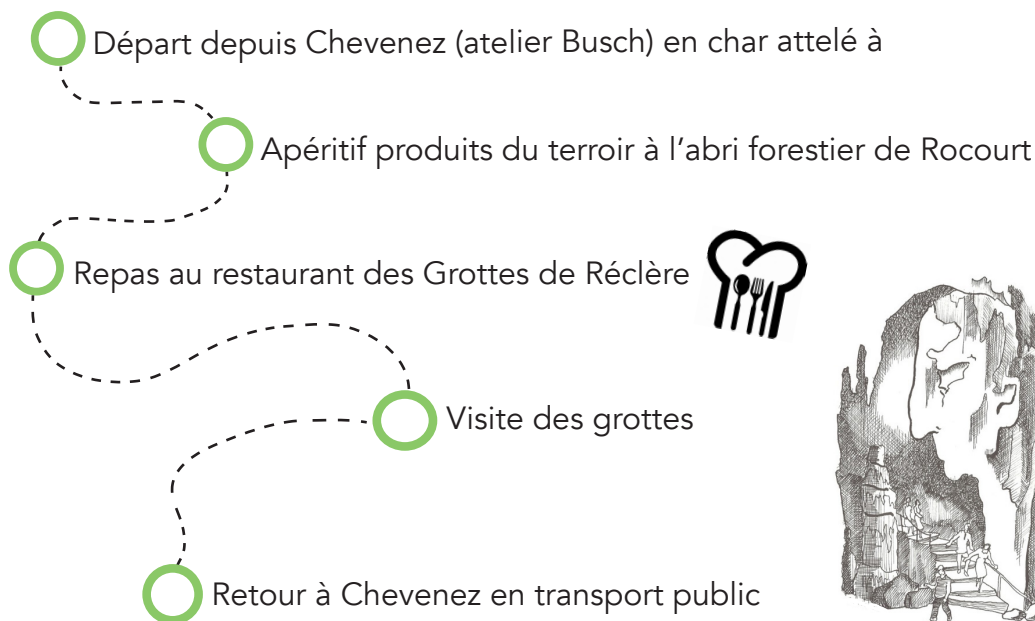 Départ depuis Chevenez (atelier Busch) en char attelé à
Apéritif produits du terroir à l’abri forestier de Rocourt
Repas au restaurant des Grottes de Réclère
Visite des grottes
Retour à Chevenez en transport public